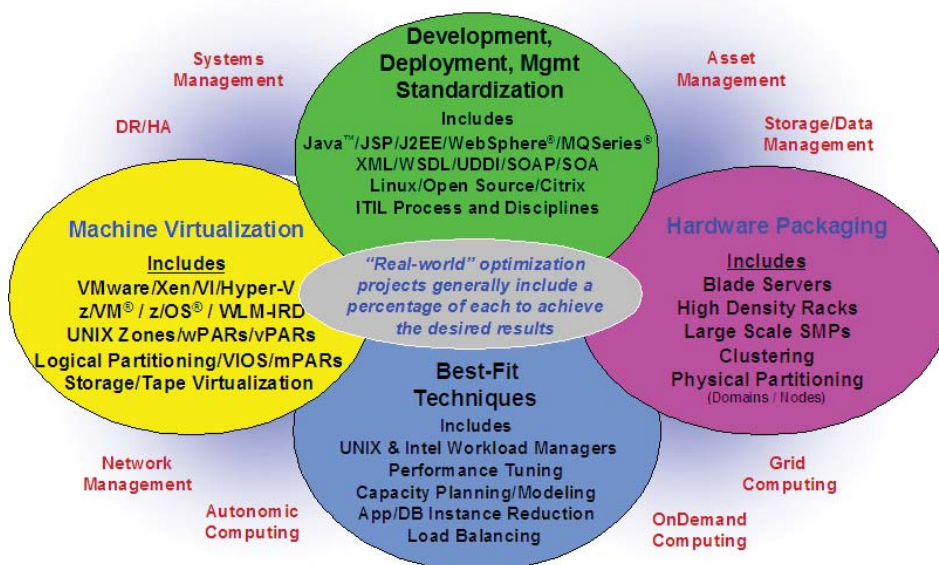 Systems
Management
DR/HA
Development,
Deployment, Mgmt
Standardization
Includes
Java™/JSP/J2EE/WebSphere®/MQSeries®
XML/WSDL/UDDI/SOAP/SOA
Linux/Open Source/Citrix
ITIL Process and Disciplines
Asset
Management
Storage/Data
Management
Machine Virtualization
Includes
VMware/Xen/VI/Hyper-V
z/VM® / z/OS® / WLM-IRD
UNIX Zones/wPARs/vPARs
Logical Partitioning/VIOS/mPARs
Storage/Tape Virtualization
“Real-world” optimization
projects generally include a
percentage of each to achieve
the desired results
Hardware Packaging
Includes
Blade Servers
High Density Racks
Large Scale SMPs
Clustering
Physical Partitioning
(Domains / Nodes)
Best-Fit
Techniques
Includes
UNIX & Intel Workload Managers
Performance Tuning
Capacity Planning/Modeling
App/DB Instance Reduction
Load Balancing
Network
Management
Autonomic
Computing
Grid
Computing
OnDemand
Computing